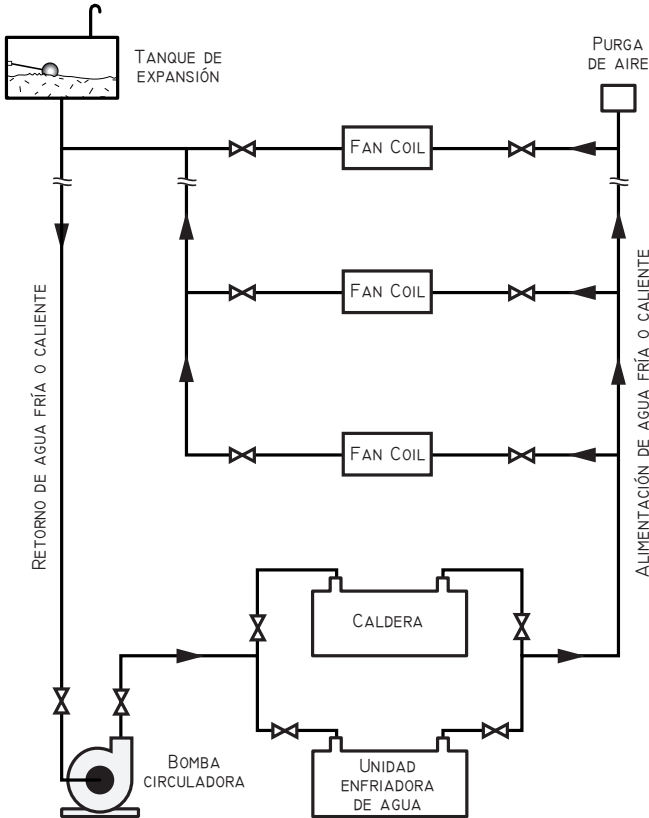 TANQUE DE
EXPANSIÓN
PURGA
DE AIRE
FAN COIL
FAN COIL
FAN COIL
RETORNO DE AGUA FRÍA O CALIENTE
ALIMENTACIÓN DE AGUA FRÍA O CALIENTE
CALDERA
BOMBA
CIRCULADORA
UNIDAD
ENFRIADORA
DE AGUA